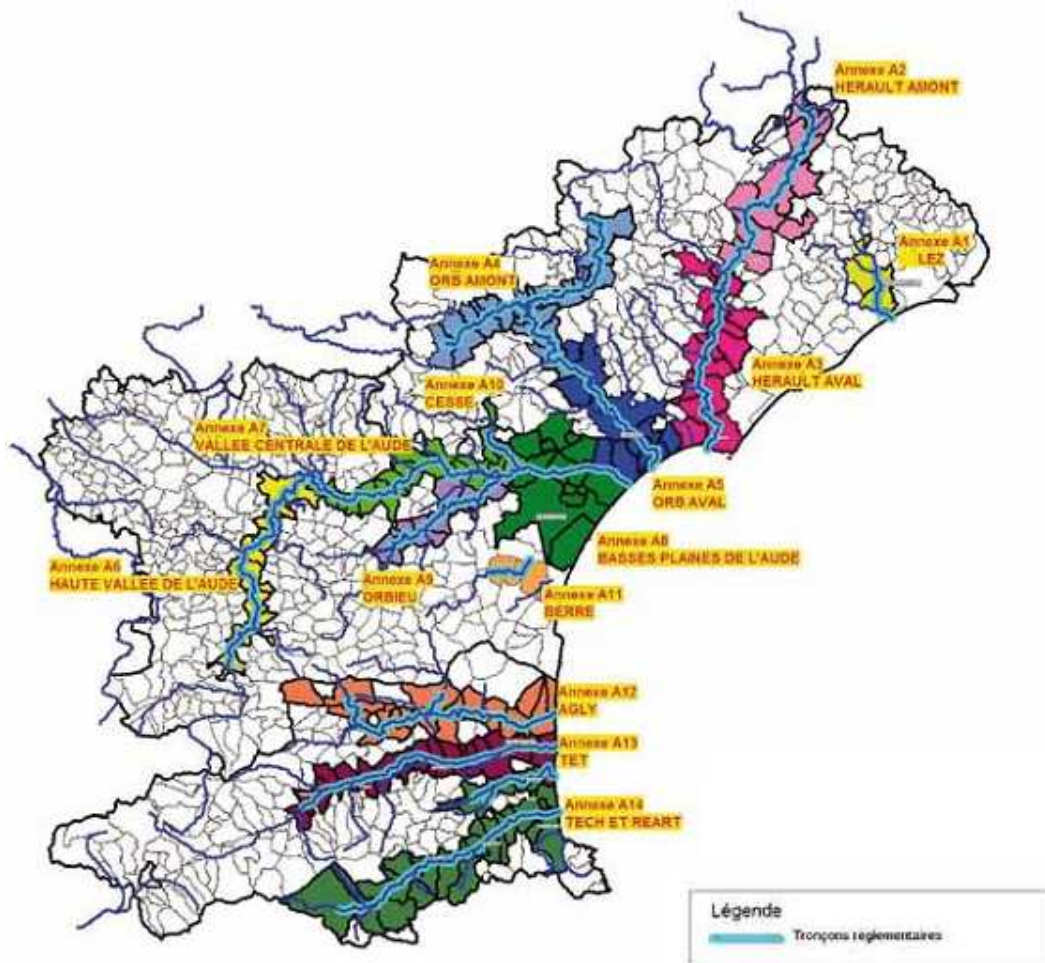 Annexe A2
HERAULT AMONT
Annexe A1
LEZ
Annexe A4
ORB AMONT
Annexe A3
HERAULT AVAL
Annexe A10
CESSE
Annexe A7
VALLEE CENTRALE DE L'AUDE
Annexe A5
ORB AVAL
Annexe A8
BASSES PLAINES DE L'AUDE
Annexe A6
HAUTE VALLEE DE L'AUDE
Annexe A9
ORBIEU
Annexe A11
BERRE
Annexe A12
AGLY
Annexe A13
TET
Annexe A14
TECH ET REART
Légende
Tronçons réglementaires